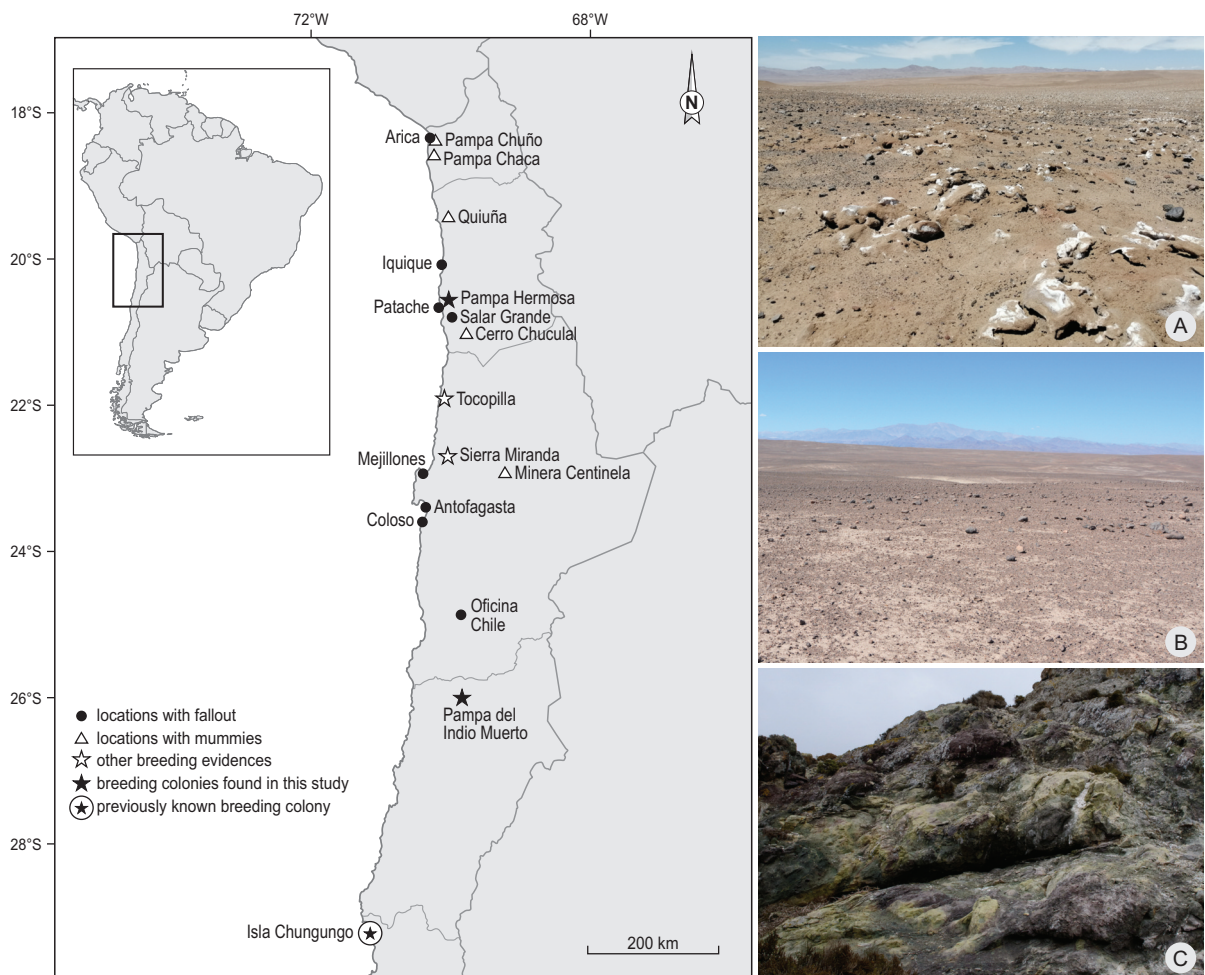 72°W
68°W
18°S
20°S
22°S
24°S
26°S
28°S
N
Arica
Pampa Chuño
Pampa Chaca
Quiuña
Iquique
Pampa Hermosa
Patache
Salar Grande
Cerro Chuculal
Tocopilla
Sierra Miranda
Mejillones
Minera Centinela
Antofagasta
Coloso
Oficina
Chile
Pampa del
Indio Muerto
locations with fallout
locations with mummies
other breeding evidences
breeding colonies found in this study
previously known breeding colony
Isla Chungungo
200 km
A
B
C